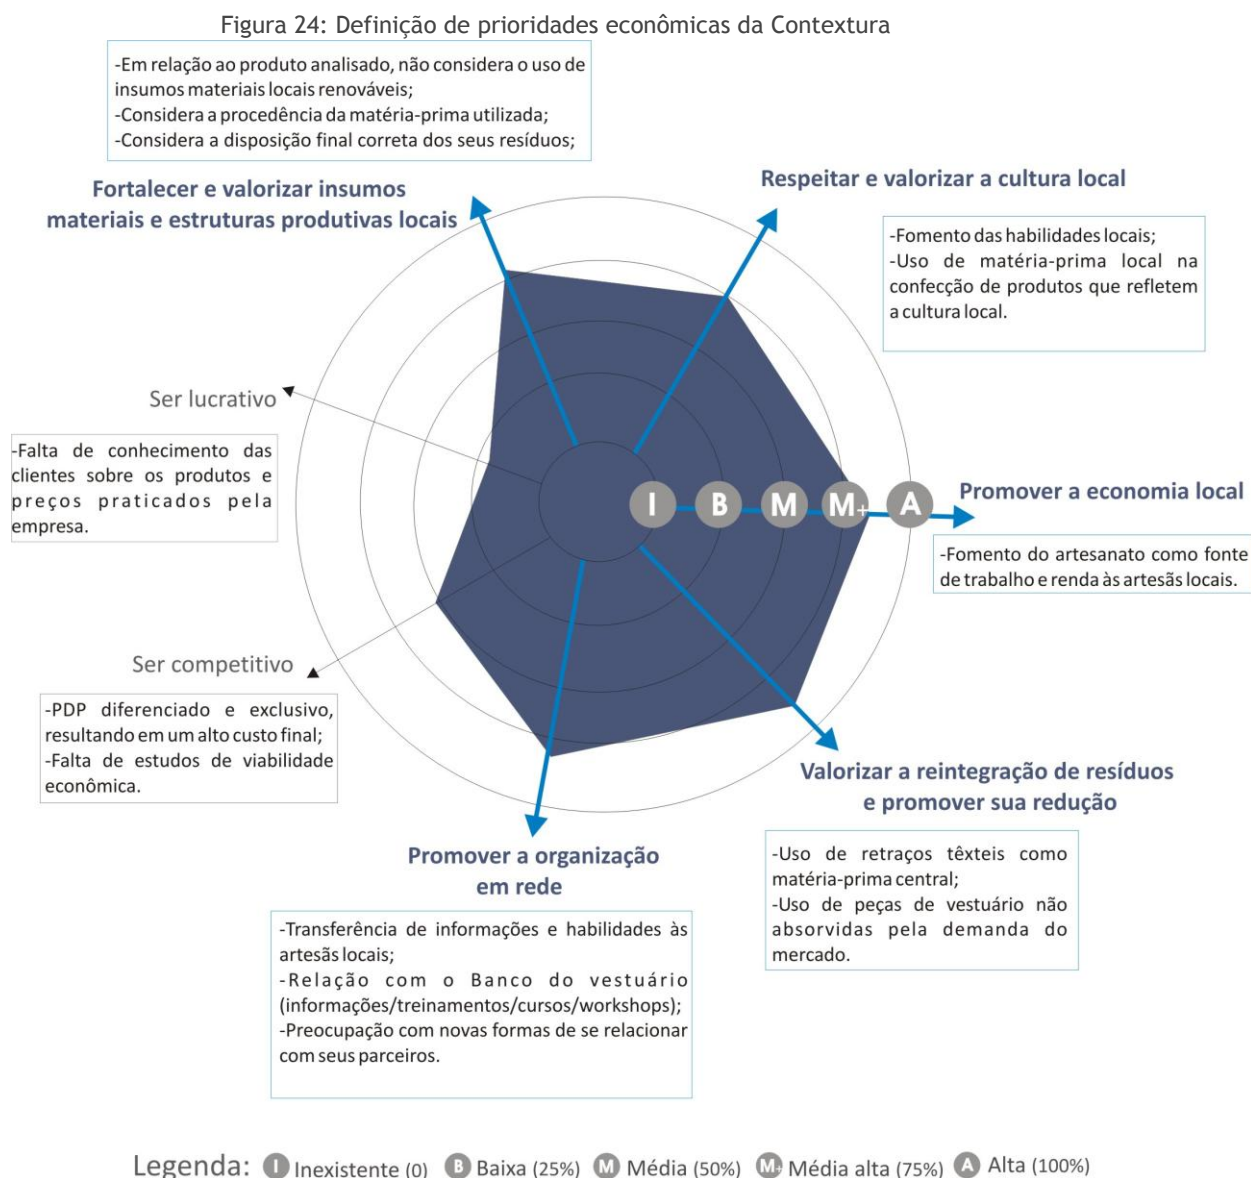 Figura 24: Definição de prioridades econômicas da Contextura
-Em relação ao produto analisado, não considera o uso de
insumos materiais locais renováveis;
-Considera a procedência da matéria-prima utilizada;
-Considera a disposição final correta dos seus resíduos;
Fortalecer e valorizar insumos
materiais e estruturas produtivas locais
Respeitar e valorizar a cultura local
-Fomento das habilidades locais;
-Uso de matéria-prima local na
confecção de produtos que refletem
a cultura local.
Ser lucrativo
-Falta de conhecimento das
clientes sobre os produtos e
preços praticados pela
empresa.
I B M M+ A
Promover a economia local
-Fomento do artesanato como fonte
de trabalho e renda às artesãs locais.
Ser competitivo
-PDP diferenciado e exclusivo,
resultando em um alto custo final;
-Falta de estudos de viabilidade
econômica.
Valorizar a reintegração de resíduos
e promover sua redução
-Uso de retraços têxteis como
matéria-prima central;
-Uso de peças de vestuário não
absorvidas pela demanda do
mercado.
Promover a organização
em rede
-Transferência de informações e habilidades às
artesãs locais;
-Relação com o Banco do vestuário
(informações/treinamentos/cursos/workshops);
-Preocupação com novas formas de se relacionar
com seus parceiros.
Legenda: I Inexistente (0) B Baixa (25%) M Média (50%) M+ Média alta (75%) A Alta (100%)